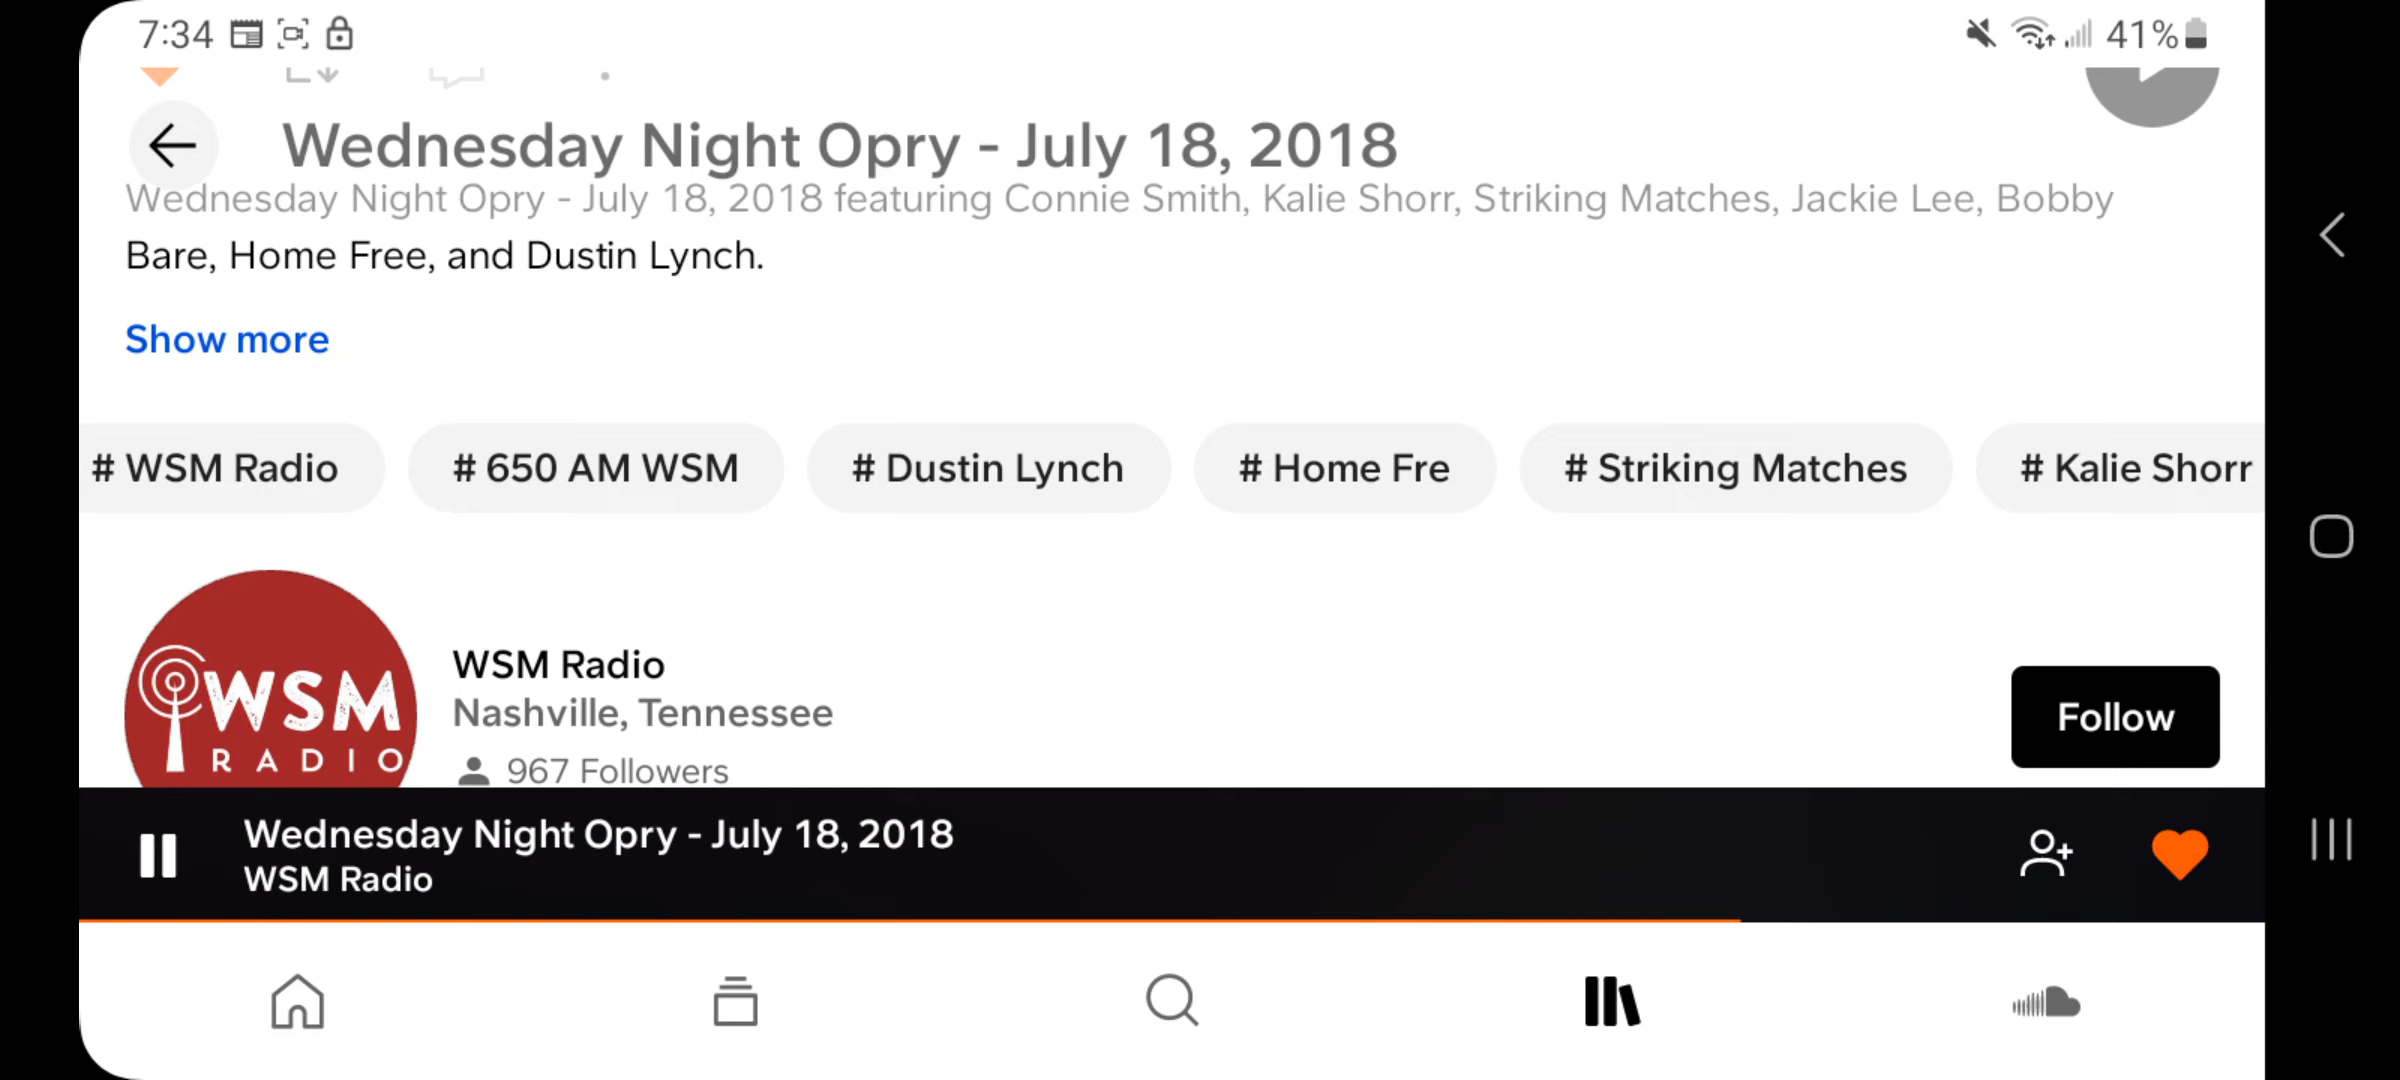 7:34
41%
Wednesday Night Opry - July 18, 2018
Wednesday Night Opry - July 18, 2018 featuring Connie Smith, Kalie Shorr, Striking Matches, Jackie Lee, Bobby
Bare, Home Free, and Dustin Lynch.
Show more
# WSM Radio
# 650 AM WSM
# Dustin Lynch
# Home Fre
# Striking Matches
# Kalie Shorr
WSM
RADIO
WSM Radio
Nashville, Tennessee
967 Followers
Follow
Wednesday Night Opry - July 18, 2018
WSM Radio